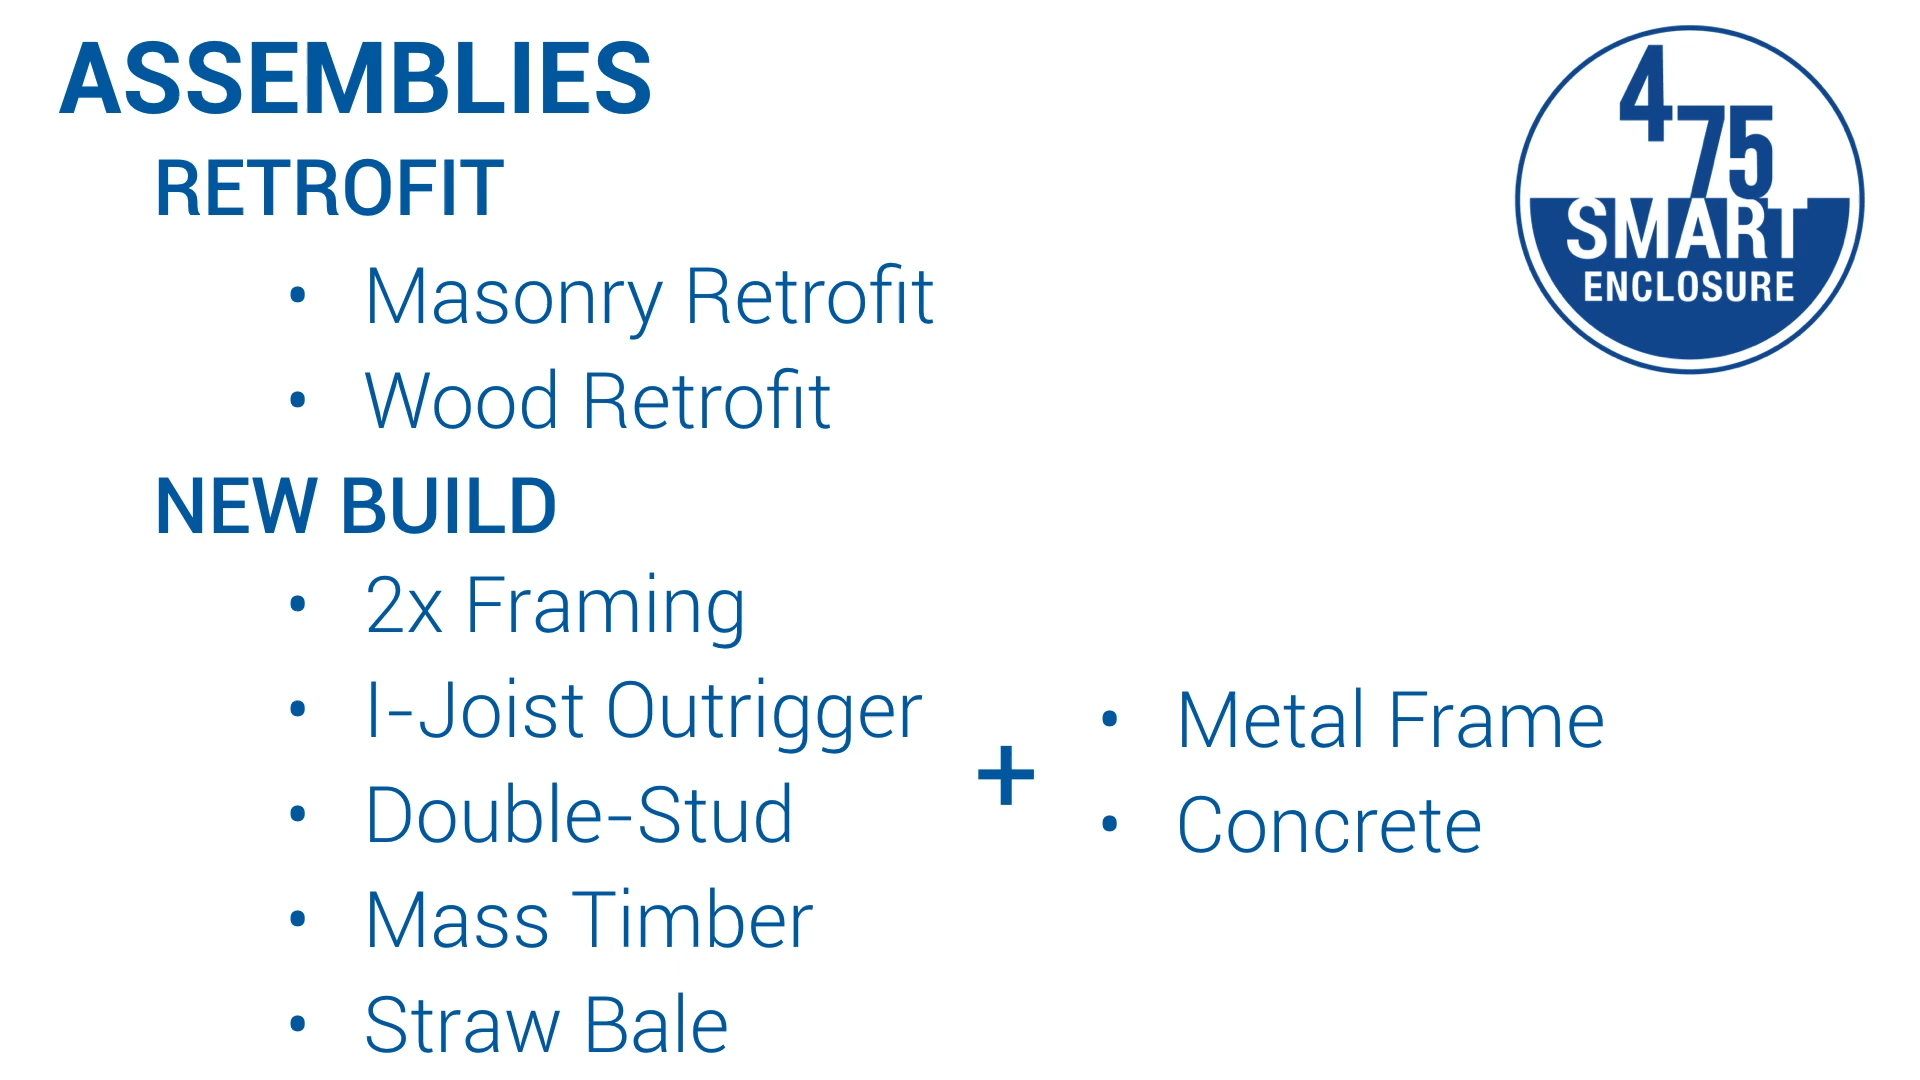 ASSEMBLIES
RETROFIT
• Masonry Retrofit
• Wood Retrofit
NEW BUILD
• 2x Framing
• I-Joist Outrigger
• Double-Stud
• Mass Timber
• Straw Bale
+
• Metal Frame
• Concrete
475
SMART
ENCLOSURE